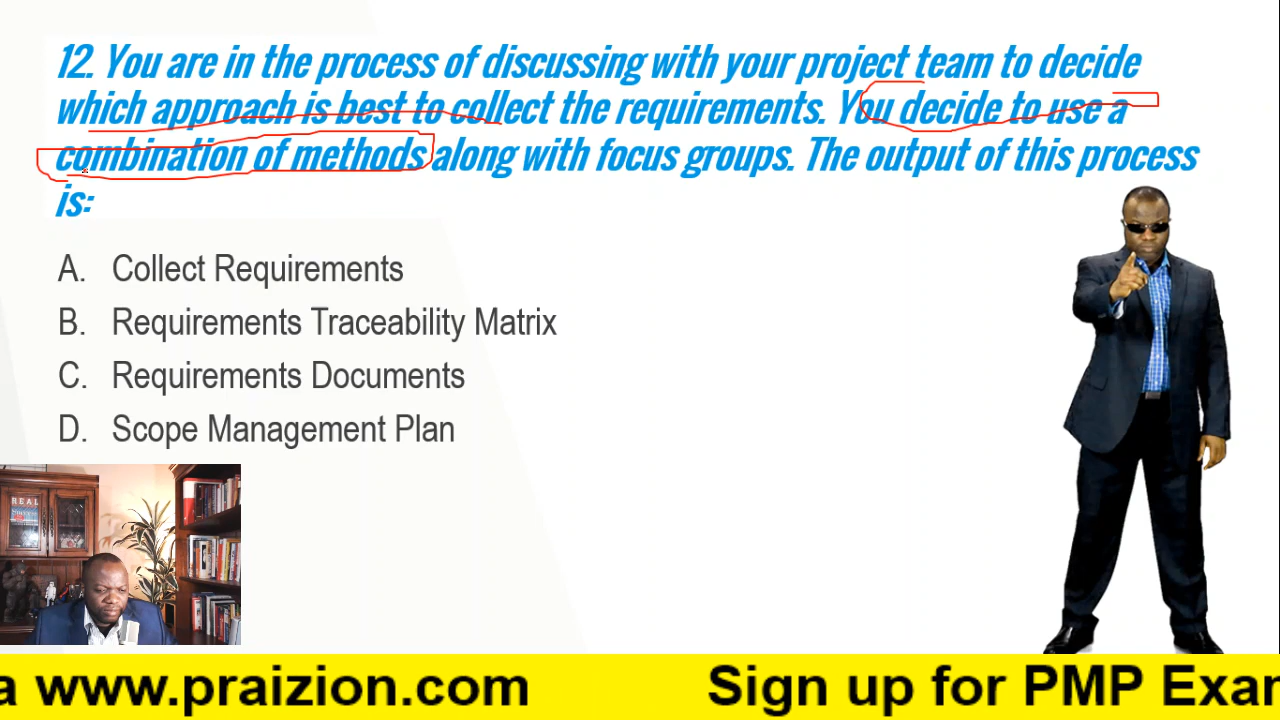 12. You are in the process of discussing with your project team to decide
which approach is best to collect the requirements. You decide to use a
combination of methods along with focus groups. The output of this process
is:
A. Collect Requirements
B. Requirements Traceability Matrix
C. Requirements Documents
D. Scope Management Plan
REAL
a www.praizion.com Sign up for PMP Exar